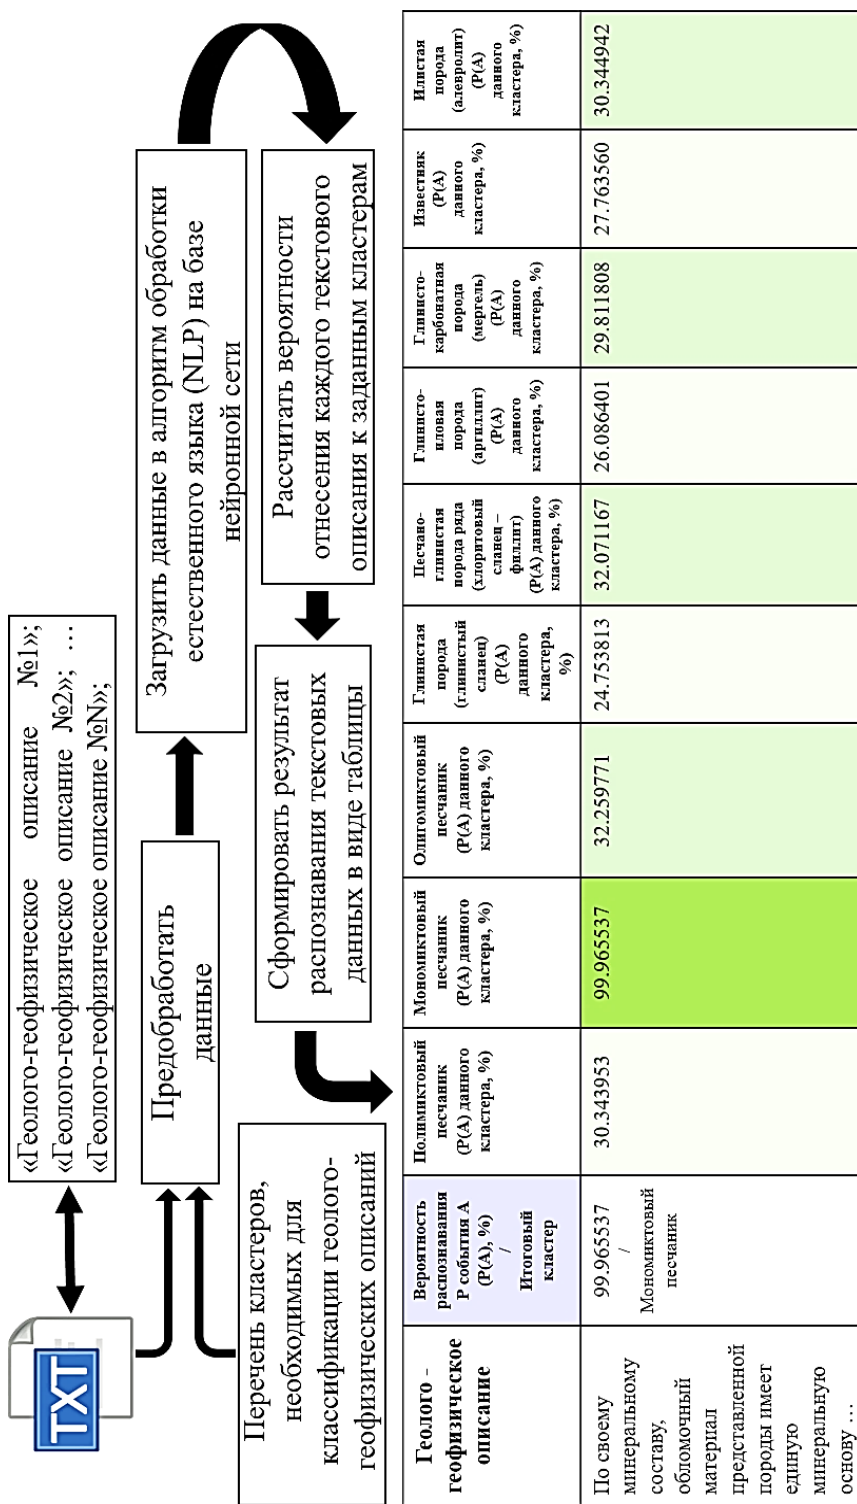 TXT
«Геолого-геофизическое описание №1»;
«Геолого-геофизическое описание №2»; …
«Геолого-геофизическое описание №N»;
Перечень кластеров,
необходимых для
классификации геолого-
геофизических описаний
Предобработать
данные
Загрузить данные в алгоритм обработки
естественного языка (NLP) на базе
нейронной сети
Рассчитать вероятности
отнесения каждого текстового
описания к заданным кластерам
Сформировать результат
распознавания текстовых
данных в виде таблицы
Геолого -
геофизическое
описание
Вероятность
распознавания
P события A
(P(A), %)
/
Итоговый
кластер
Полимиктовый
песчаник
(P(A) данного
кластера, %)
Мономиктовый
песчаник
(P(A) данного
кластера, %)
Олигомиктовый
песчаник
(P(A) данного
кластера, %)
Глинистая
порода
(глинистый
сланец)
(P(A)
данного
кластера,
%)
Песчано-
глинистая
порода ряда
(хлоритовый
сланец –
филлит)
(P(A) данного
кластера, %)
Глинисто-
иловая
порода
(аргиллит)
(P(A)
данного
кластера, %)
Глинисто-
карбонатная
порода
(мергель)
(P(A)
данного
кластера, %)
Известняк
(P(A)
данного
кластера, %)
Илистая
порода
(алевролит)
(P(A)
данного
кластера, %)
По своему
минеральному
составу,
обломочный
материал
представленной
породы имеет
единую
минеральную
основу …
99.965537
/
Мономиктовый
песчаник
30.343953
99.965537
32.259771
24.753813
32.071167
26.086401
29.811808
27.763560
30.344942